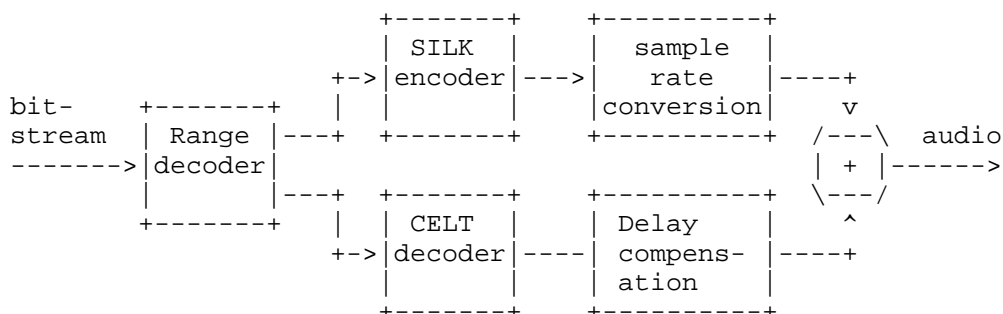 SILK sample
encoder rate
bit- conversion
stream Range audio
decoder +
CELT Delay
decoder compens-
ation